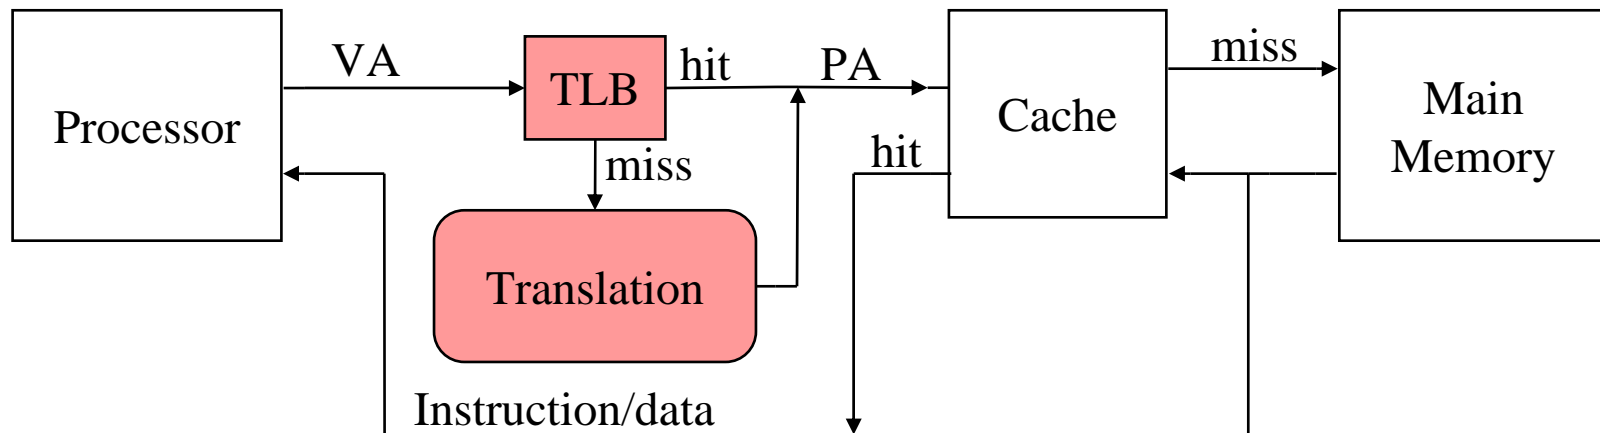 VA
hit
PA
miss
TLB
Processor
Cache
Main
Memory
hit
miss
Translation
Instruction/data